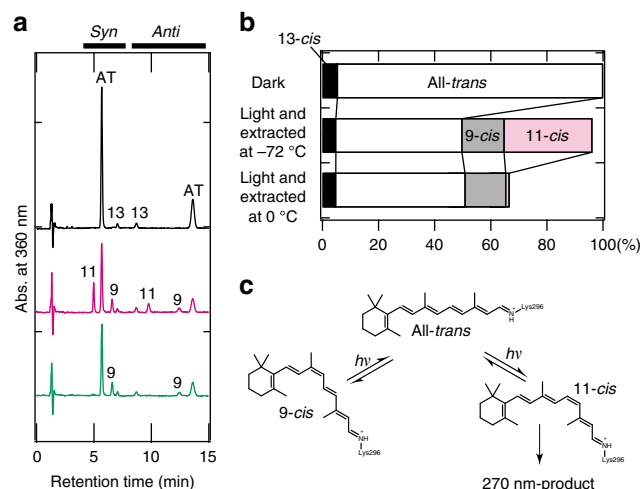 a
Syn Anti
AT
AT
13 13
11 9 11 9
9 9
Abs. at 360 nm
0 5 10 15
Retention time (min)
b
13-cis
Dark
All-trans
Light and
extracted
at –72 °C
9-cis 11-cis
Light and
extracted
at 0 °C
0 20 40 60 80 100(%)
c
N+
H
Lys296
All-trans
hν hν
9-cis
NH+
Lys296
11-cis
NH+
Lys296
270 nm-product